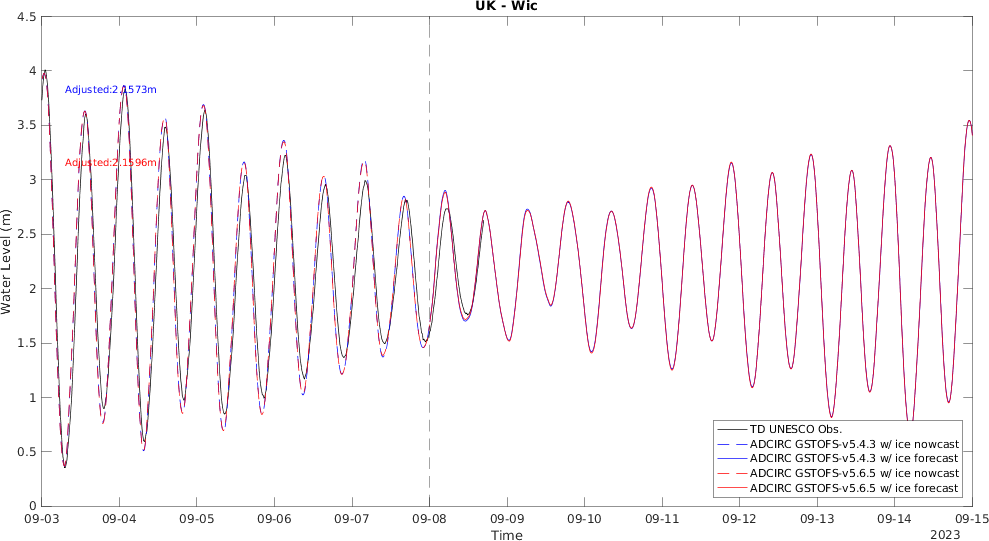 UK - Wic
4.5
4
3.5
3
2.5
2
1.5
1
0.5
0
Water Level (m)
Adjusted:2.1573m
Adjusted:2.1596m
TD UNESCO Obs.
ADCIRC GSTOFS-v5.4.3 w/ ice nowcast
ADCIRC GSTOFS-v5.4.3 w/ ice forecast
ADCIRC GSTOFS-v5.6.5 w/ ice nowcast
ADCIRC GSTOFS-v5.6.5 w/ ice forecast
09-03 09-04 09-05 09-06 09-07 09-08 09-09 09-10 09-11 09-12 09-13 09-14 09-15
Time
2023